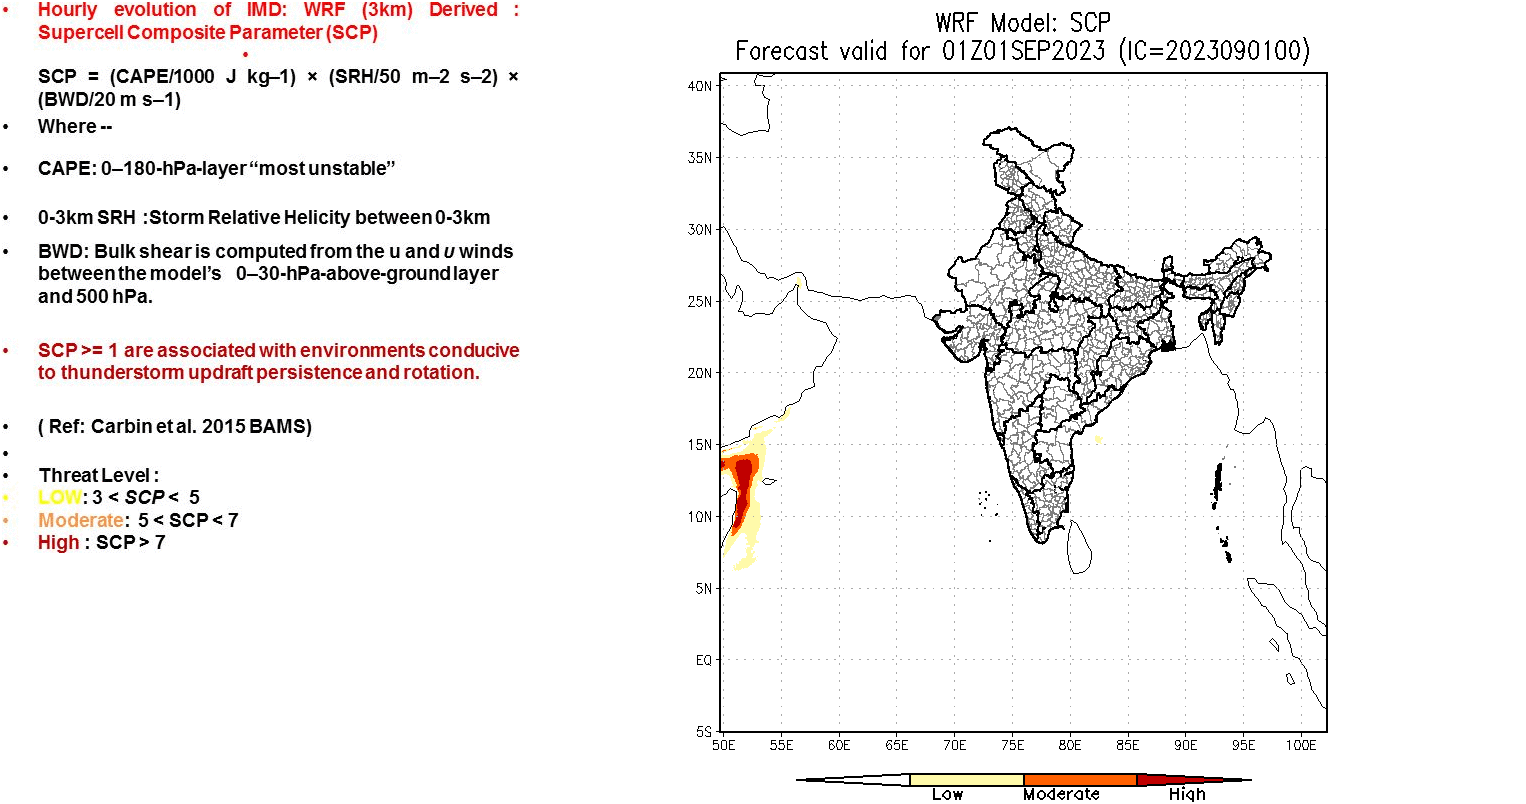 • Hourly evolution of IMD: WRF (3km) Derived :
Supercell Composite Parameter (SCP)
•
SCP = (CAPE/1000 J kg–1) × (SRH/50 m–2 s–2) ×
(BWD/20 m s–1)
• Where --
• CAPE: 0–180-hPa-layer “most unstable”
• 0-3km SRH :Storm Relative Helicity between 0-3km
• BWD: Bulk shear is computed from the u and υ winds
between the model’s 0–30-hPa-above-ground layer
and 500 hPa.
• SCP >= 1 are associated with environments conducive
to thunderstorm updraft persistence and rotation.
• ( Ref: Carbin et al. 2015 BAMS)
•
• Threat Level :
• LOW: 3 < SCP < 5
• Moderate: 5 < SCP < 7
• High : SCP > 7
WRF Model: SCP
Forecast valid for 01Z01SEP2023 (IC=2023090100)
40N
35N
30N
25N
20N
15N
10N
5N
EQ
5S
50E 55E 60E 65E 70E 75E 80E 85E 90E 95E 100E
Low Moderate High